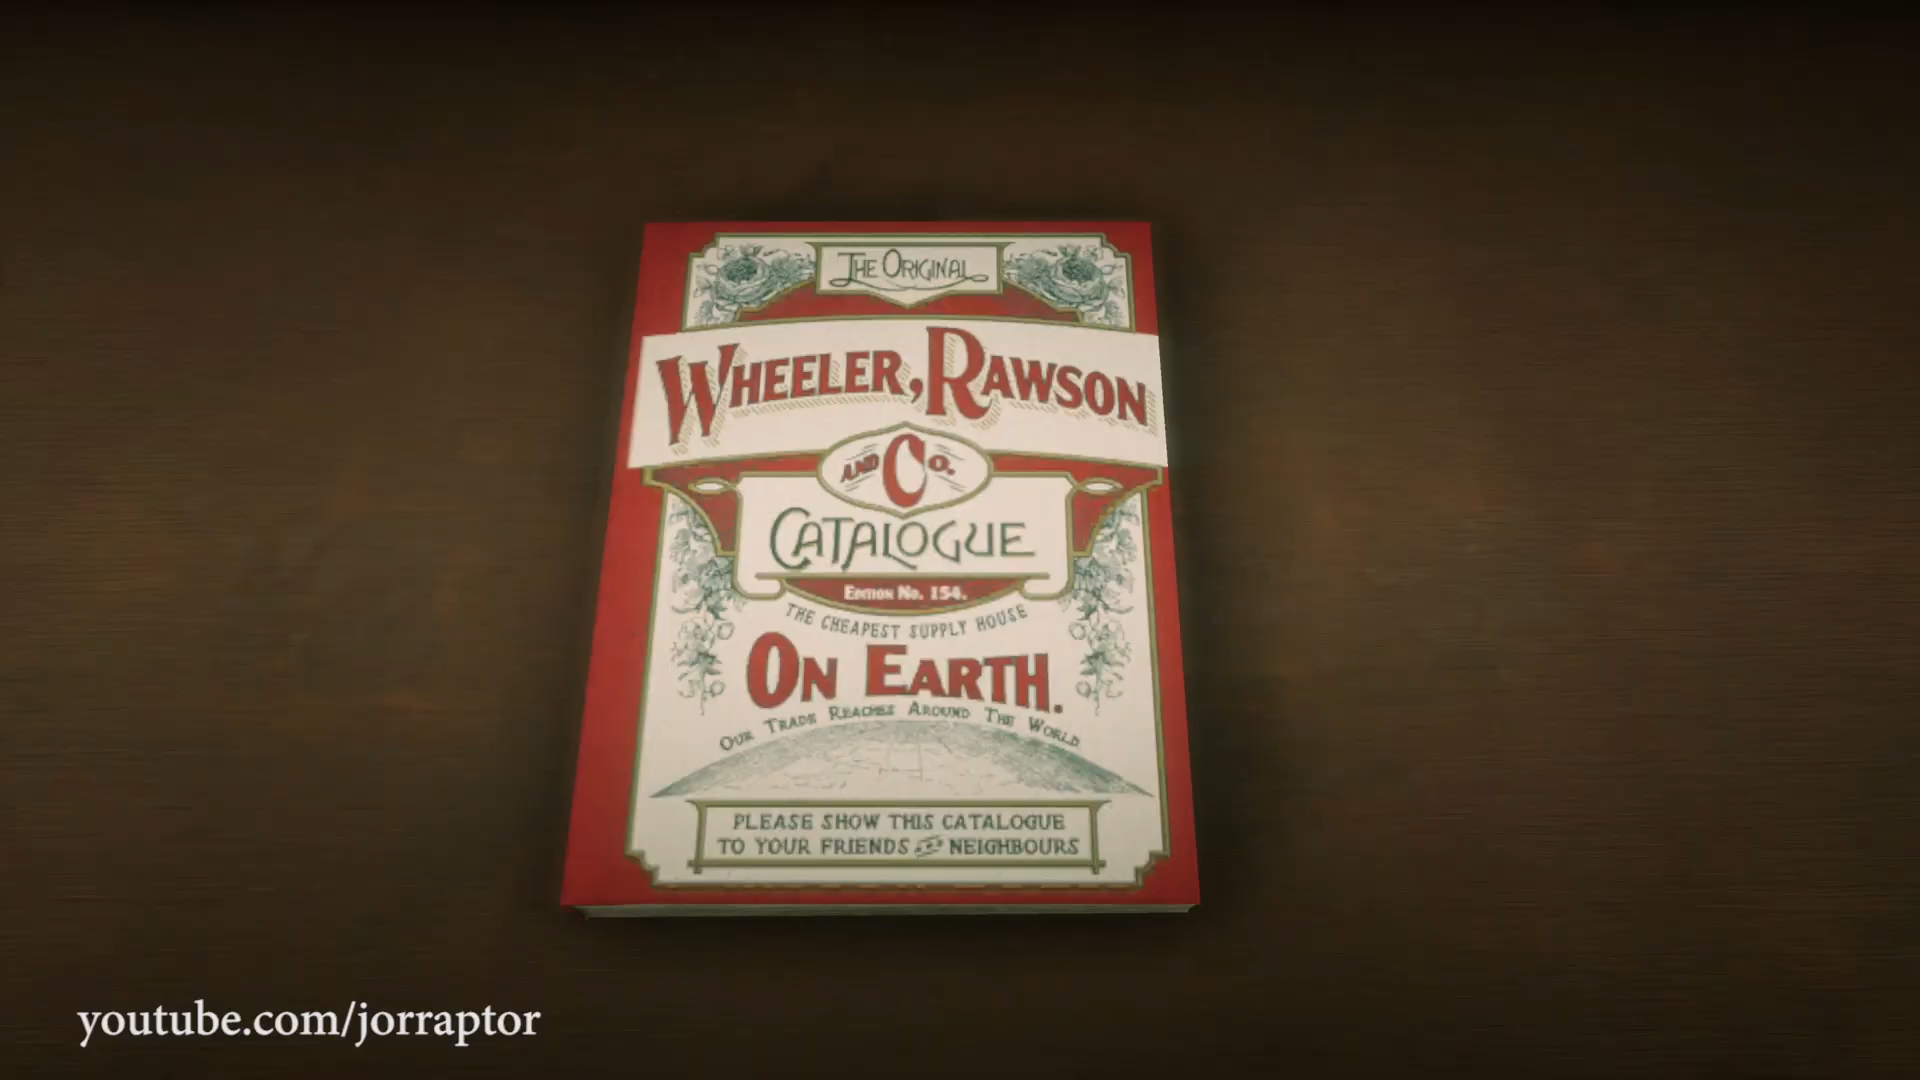 The Original
Wheeler, Rawson
and Co.
Catalogue
Edition No. 154.
The Cheapest Supply House
On Earth.
Our Trade Reaches Around The World
PLEASE SHOW THIS CATALOGUE
TO YOUR FRIENDS AND NEIGHBOURS
youtube.com/jorraptor